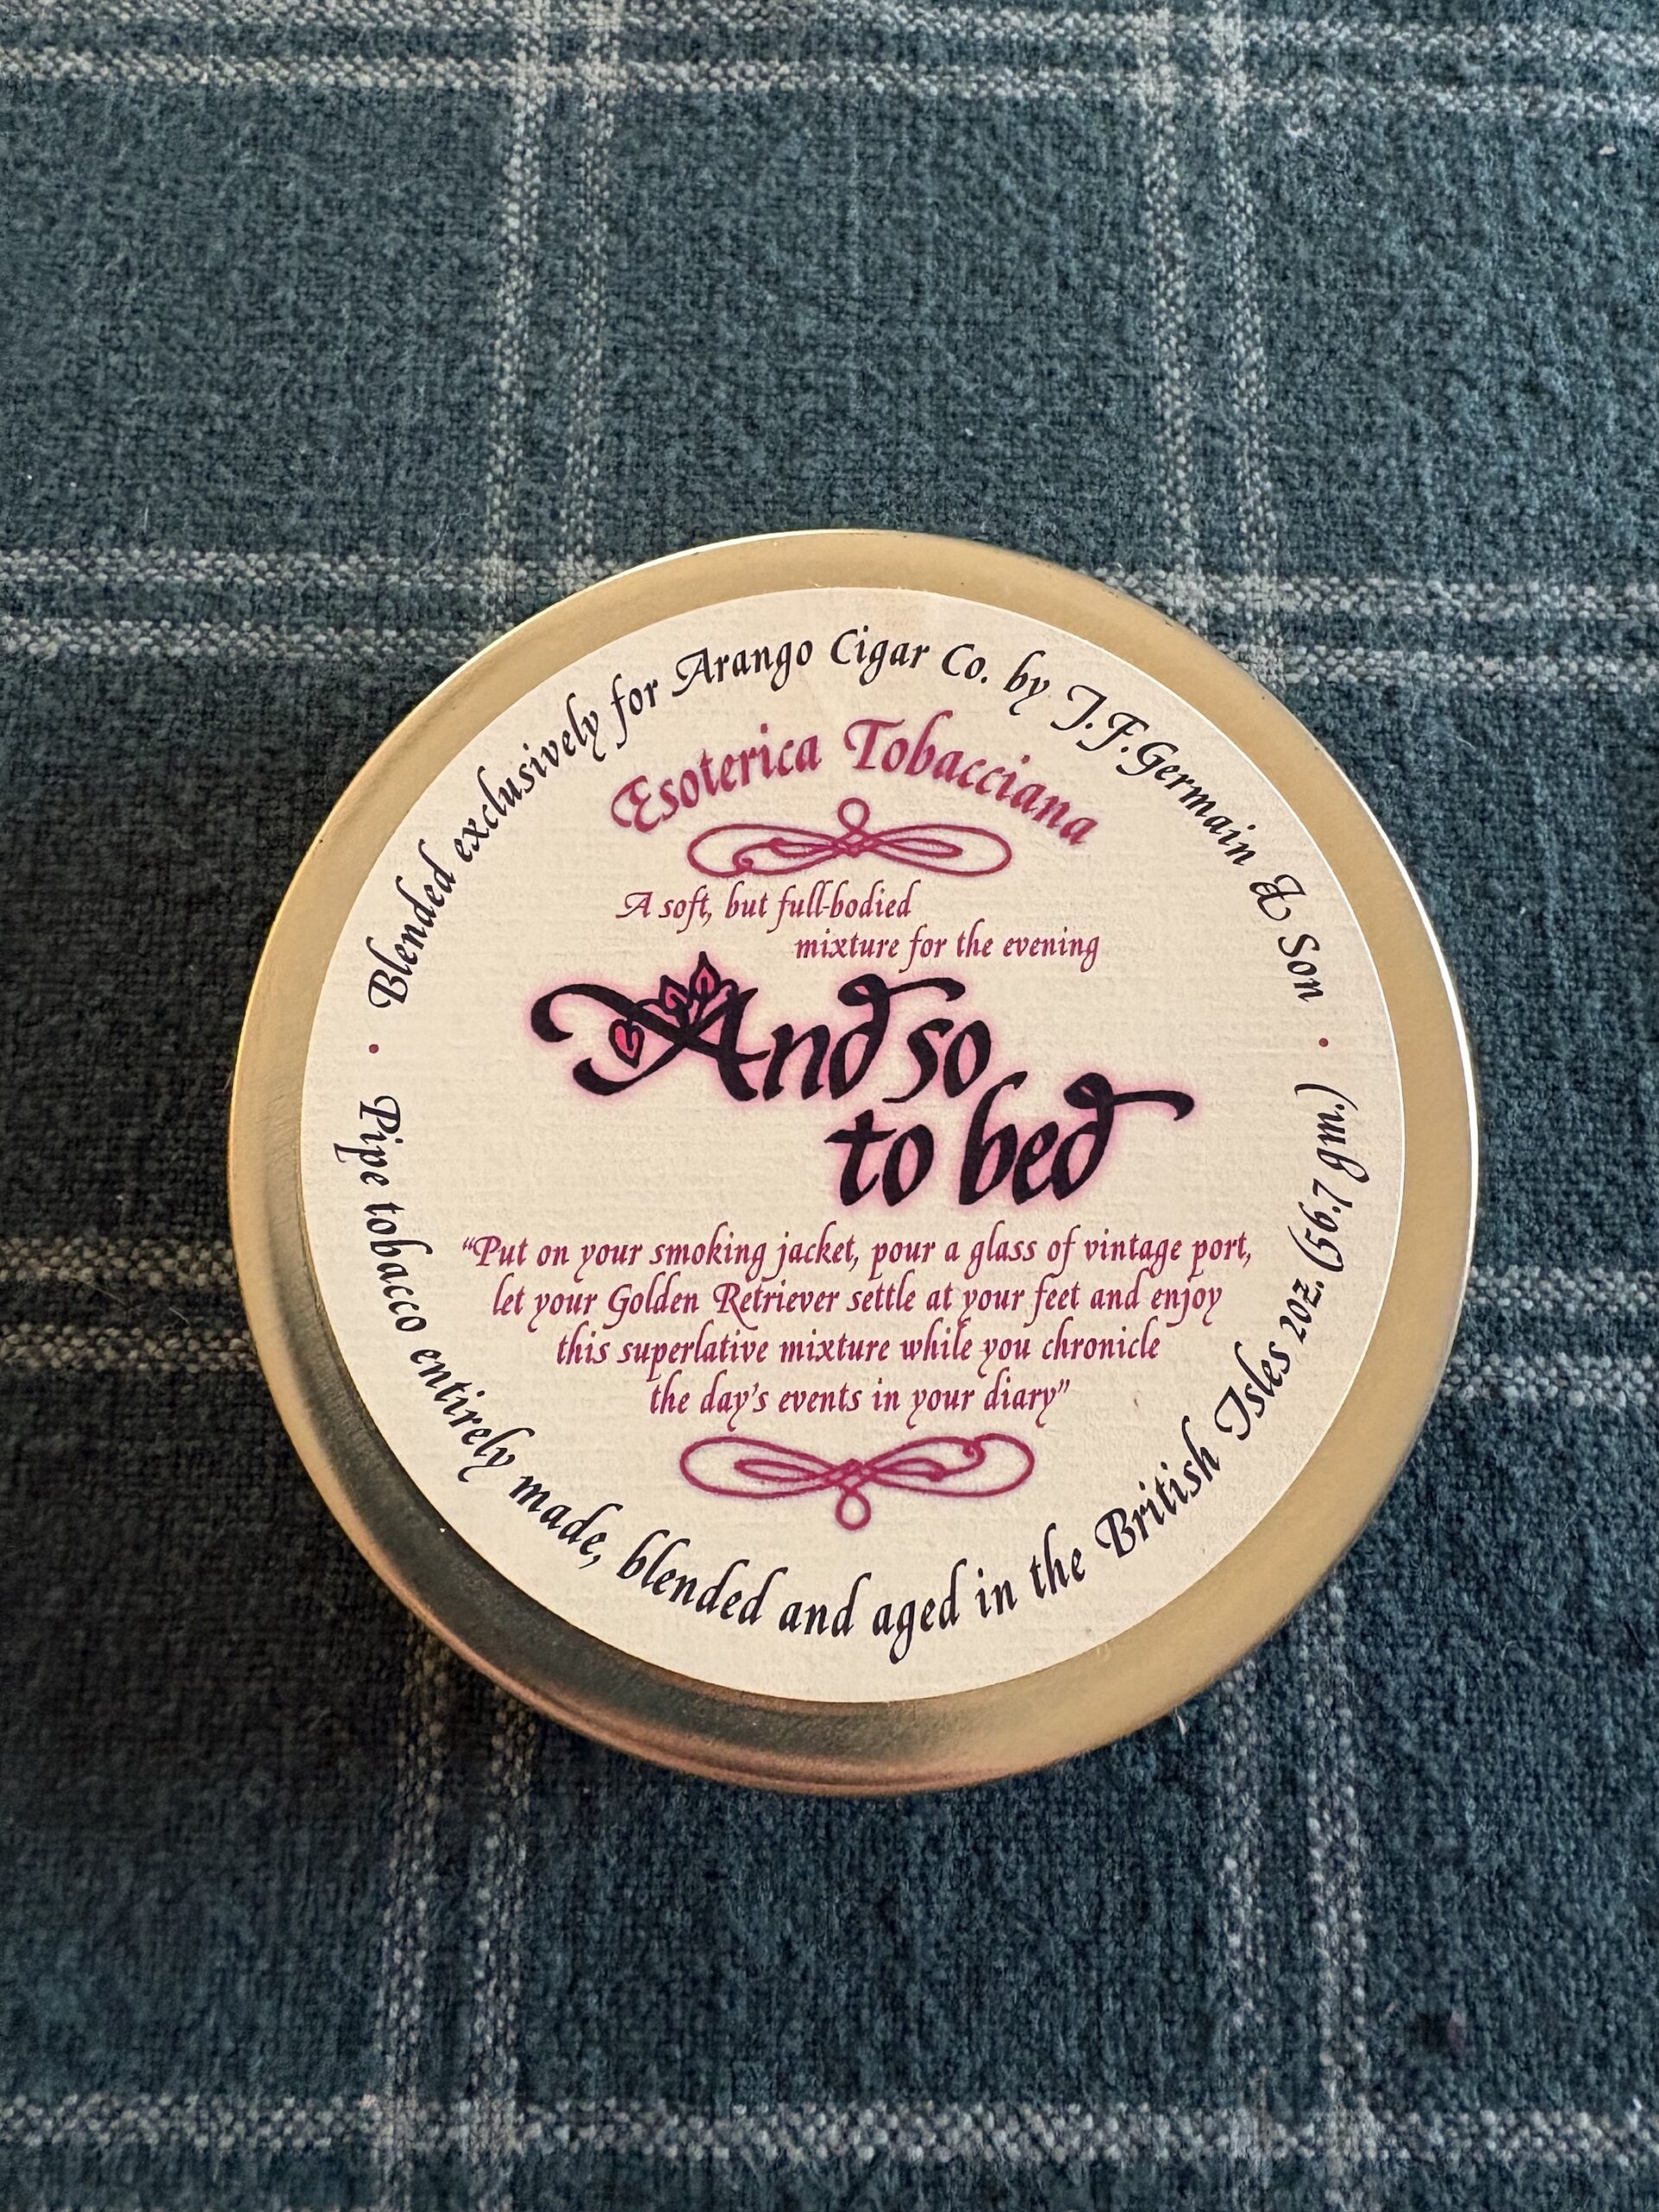 Blended exclusively for Arango Cigar Co. by J.F.Germain & Son
Esoterica Tobacciana
A soft, but full-bodied
mixture for the evening
And so
to bed
“Put on your smoking jacket, pour a glass of vintage port,
let your Golden Retriever settle at your feet and enjoy
this superlative mixture while you chronicle
the day's events in your diary”
Pipe tobacco entirely made, blended and aged in the British Isles 2oz. (56.7 gm.)